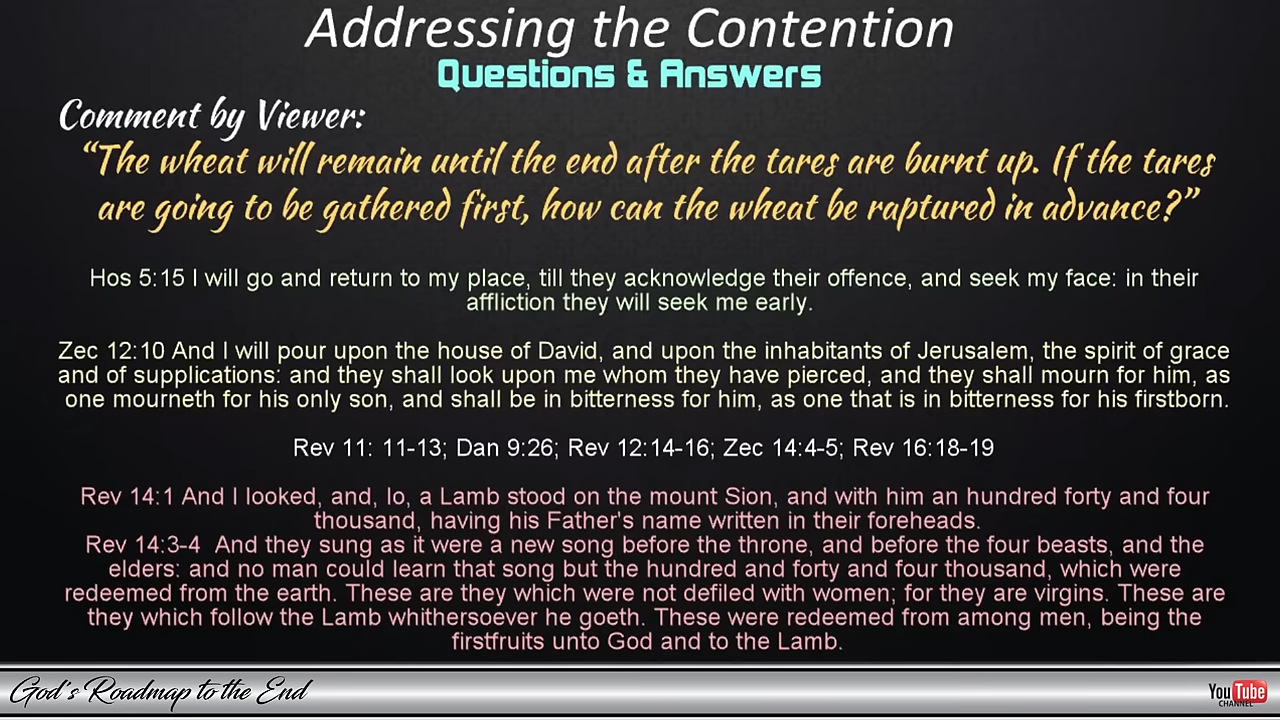 Addressing the Contention
Questions & Answers
Comment by Viewer:
“The wheat will remain until the end after the tares are burnt up. If the tares
are going to be gathered first, how can the wheat be raptured in advance?”
Hos 5:15 I will go and return to my place, till they acknowledge their offence, and seek my face: in their
affliction they will seek me early.
Zec 12:10 And I will pour upon the house of David, and upon the inhabitants of Jerusalem, the spirit of grace
and of supplications: and they shall look upon me whom they have pierced, and they shall mourn for him, as
one mourneth for his only son, and shall be in bitterness for him, as one that is in bitterness for his firstborn.
Rev 11: 11-13; Dan 9:26; Rev 12:14-16; Zec 14:4-5; Rev 16:18-19
Rev 14:1 And I looked, and, lo, a Lamb stood on the mount Sion, and with him an hundred forty and four
thousand, having his Father's name written in their foreheads.
Rev 14:3-4  And they sung as it were a new song before the throne, and before the four beasts, and the
elders: and no man could learn that song but the hundred and forty and four thousand, which were
redeemed from the earth. These are they which were not defiled with women; for they are virgins. These are
they which follow the Lamb whithersoever he goeth. These were redeemed from among men, being the
firstfruits unto God and to the Lamb.
God's Roadmap to the End
YouTube
CHANNEL